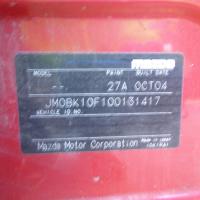 mazda
MODEL PAINT BUILT DATE
-- 27A OCT04
JM0BK10F100131417
VEHICLE ID NO.
MADE IN JAPAN
Mazda Motor Corporation